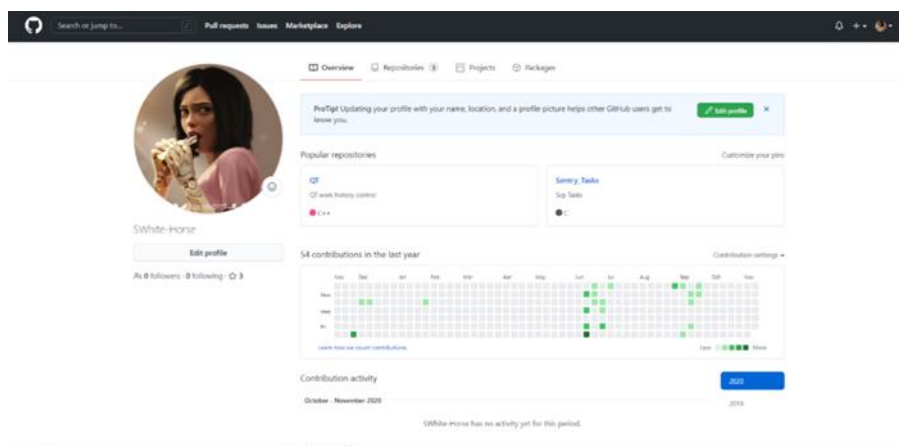 Search or jump to...
/
Pull requests Issues Marketplace Explore
Overview Repositories 3 Projects Packages
ProTip! Updating your profile with your name, location, and a profile picture helps other GitHub users get to
know you.
Edit profile
Popular repositories
Customize your pins
QT
QT work history control
C++
Sentry_Tasks
Tasks
C
SWhite-Horse
Edit profile
0 followers · 0 following · 3
54 contributions in the last year
Contribution settings
Nov Dec Jan Feb Mar Apr May Jun Jul Aug Sep Oct Nov
Mon
Wed
Fri
Learn how we count contributions.
Less More
Contribution activity
2020
2019
October - November 2020
SWhite-Horse has no activity yet for this period.